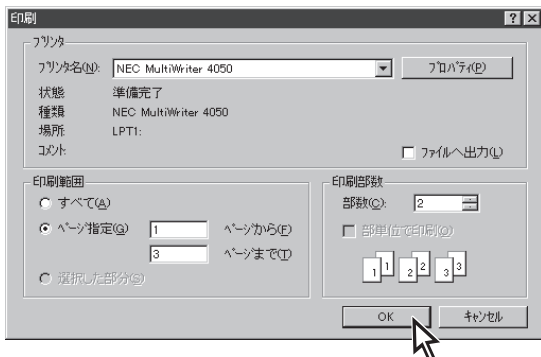 印刷
プリンタ
プリンタ名(N): NEC MultiWriter 4050 プロパティ(P)
状態: 準備完了
種類: NEC MultiWriter 4050
場所: LPT1:
コメント: ファイルへ出力(L)
印刷範囲
すべて(A)
ページ指定(G) 1 ページから(F)
3 ページまで(T)
選択した部分(S)
印刷部数
部数(C): 2
部単位で印刷(O)
1 1 2 2 3 3
OK キャンセル